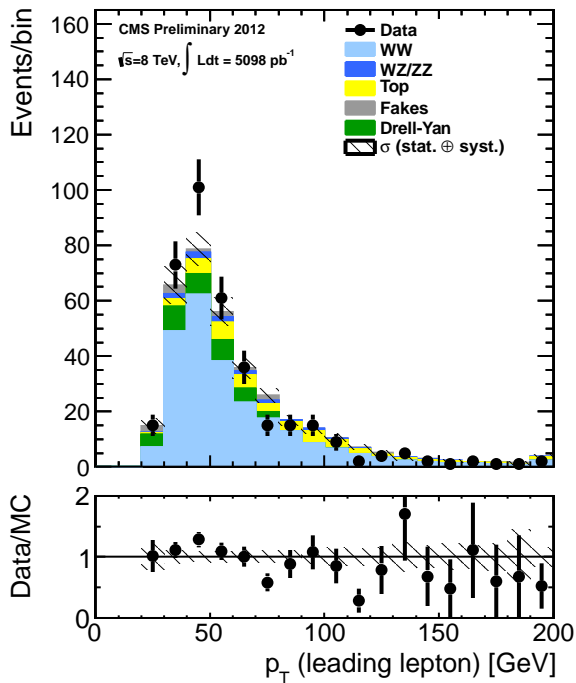 CMS Preliminary 2012
√s=8 TeV, ∫ Ldt = 5098 pb⁻¹
Data
WW
WZ/ZZ
Top
Fakes
Drell-Yan
σ (stat. ⊕ syst.)
Events/bin
160
140
120
100
80
60
40
20
0
Data/MC
2
1
0
0 50 100 150 200
p_T (leading lepton) [GeV]